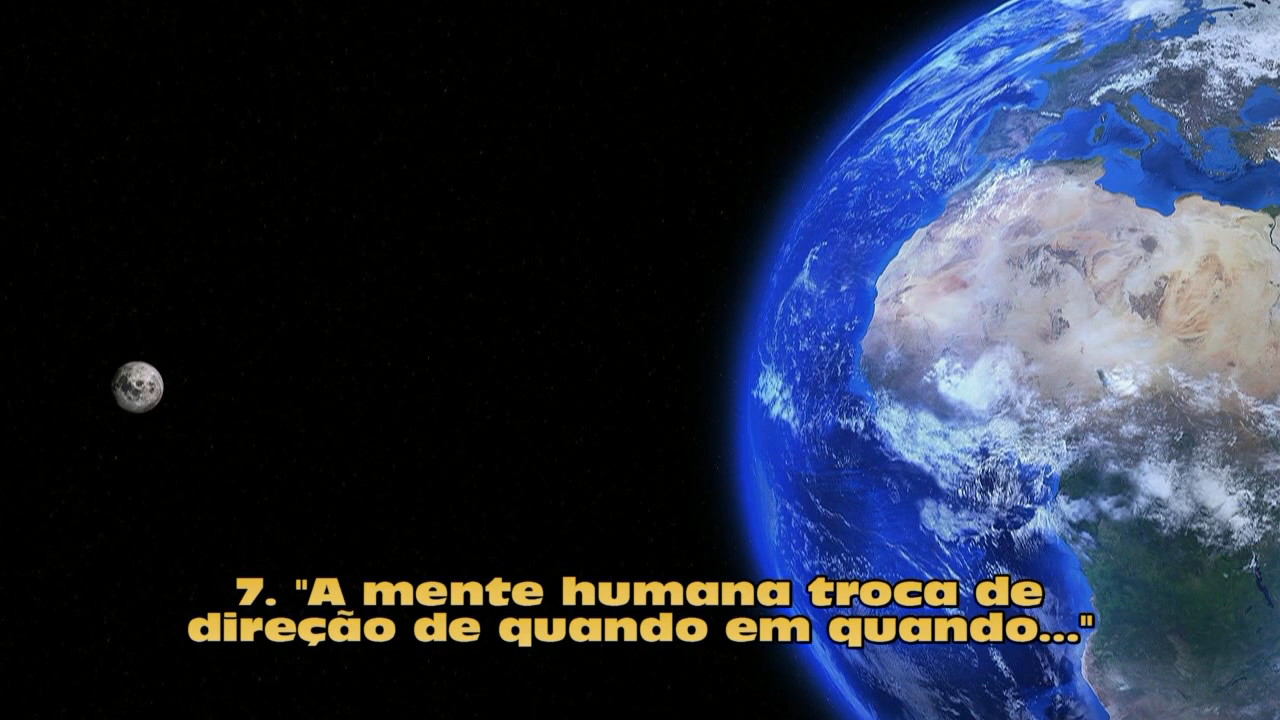 7. "A mente humana troca de
direção de quando em quando..."